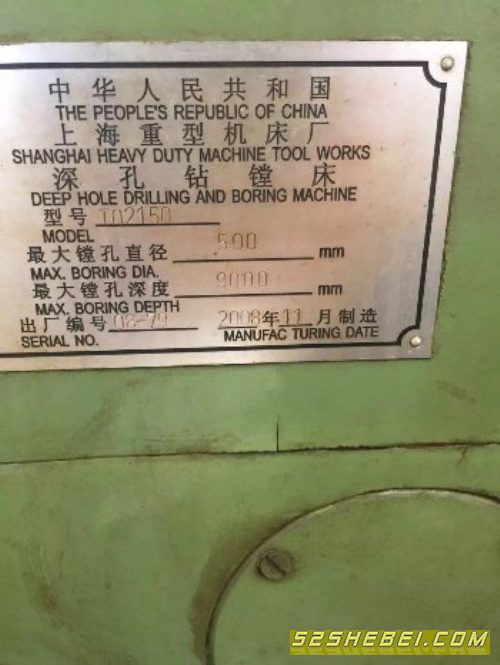 中华人民共和国
THE PEOPLE'S REPUBLIC OF CHINA
上海重型机床厂
SHANGHAI HEAVY DUTY MACHINE TOOL WORKS
深孔钻镗床
DEEP HOLE DRILLING AND BORING MACHINE
型号 TQ2150
MODEL
最大镗孔直径 500 mm
MAX. BORING DIA.
最大镗孔深度 9000 mm
MAX. BORING DEPTH
出厂编号 08-79 2008年11月制造
SERIAL NO. MANUFAC TURING DATE
52SHEBEI.COM